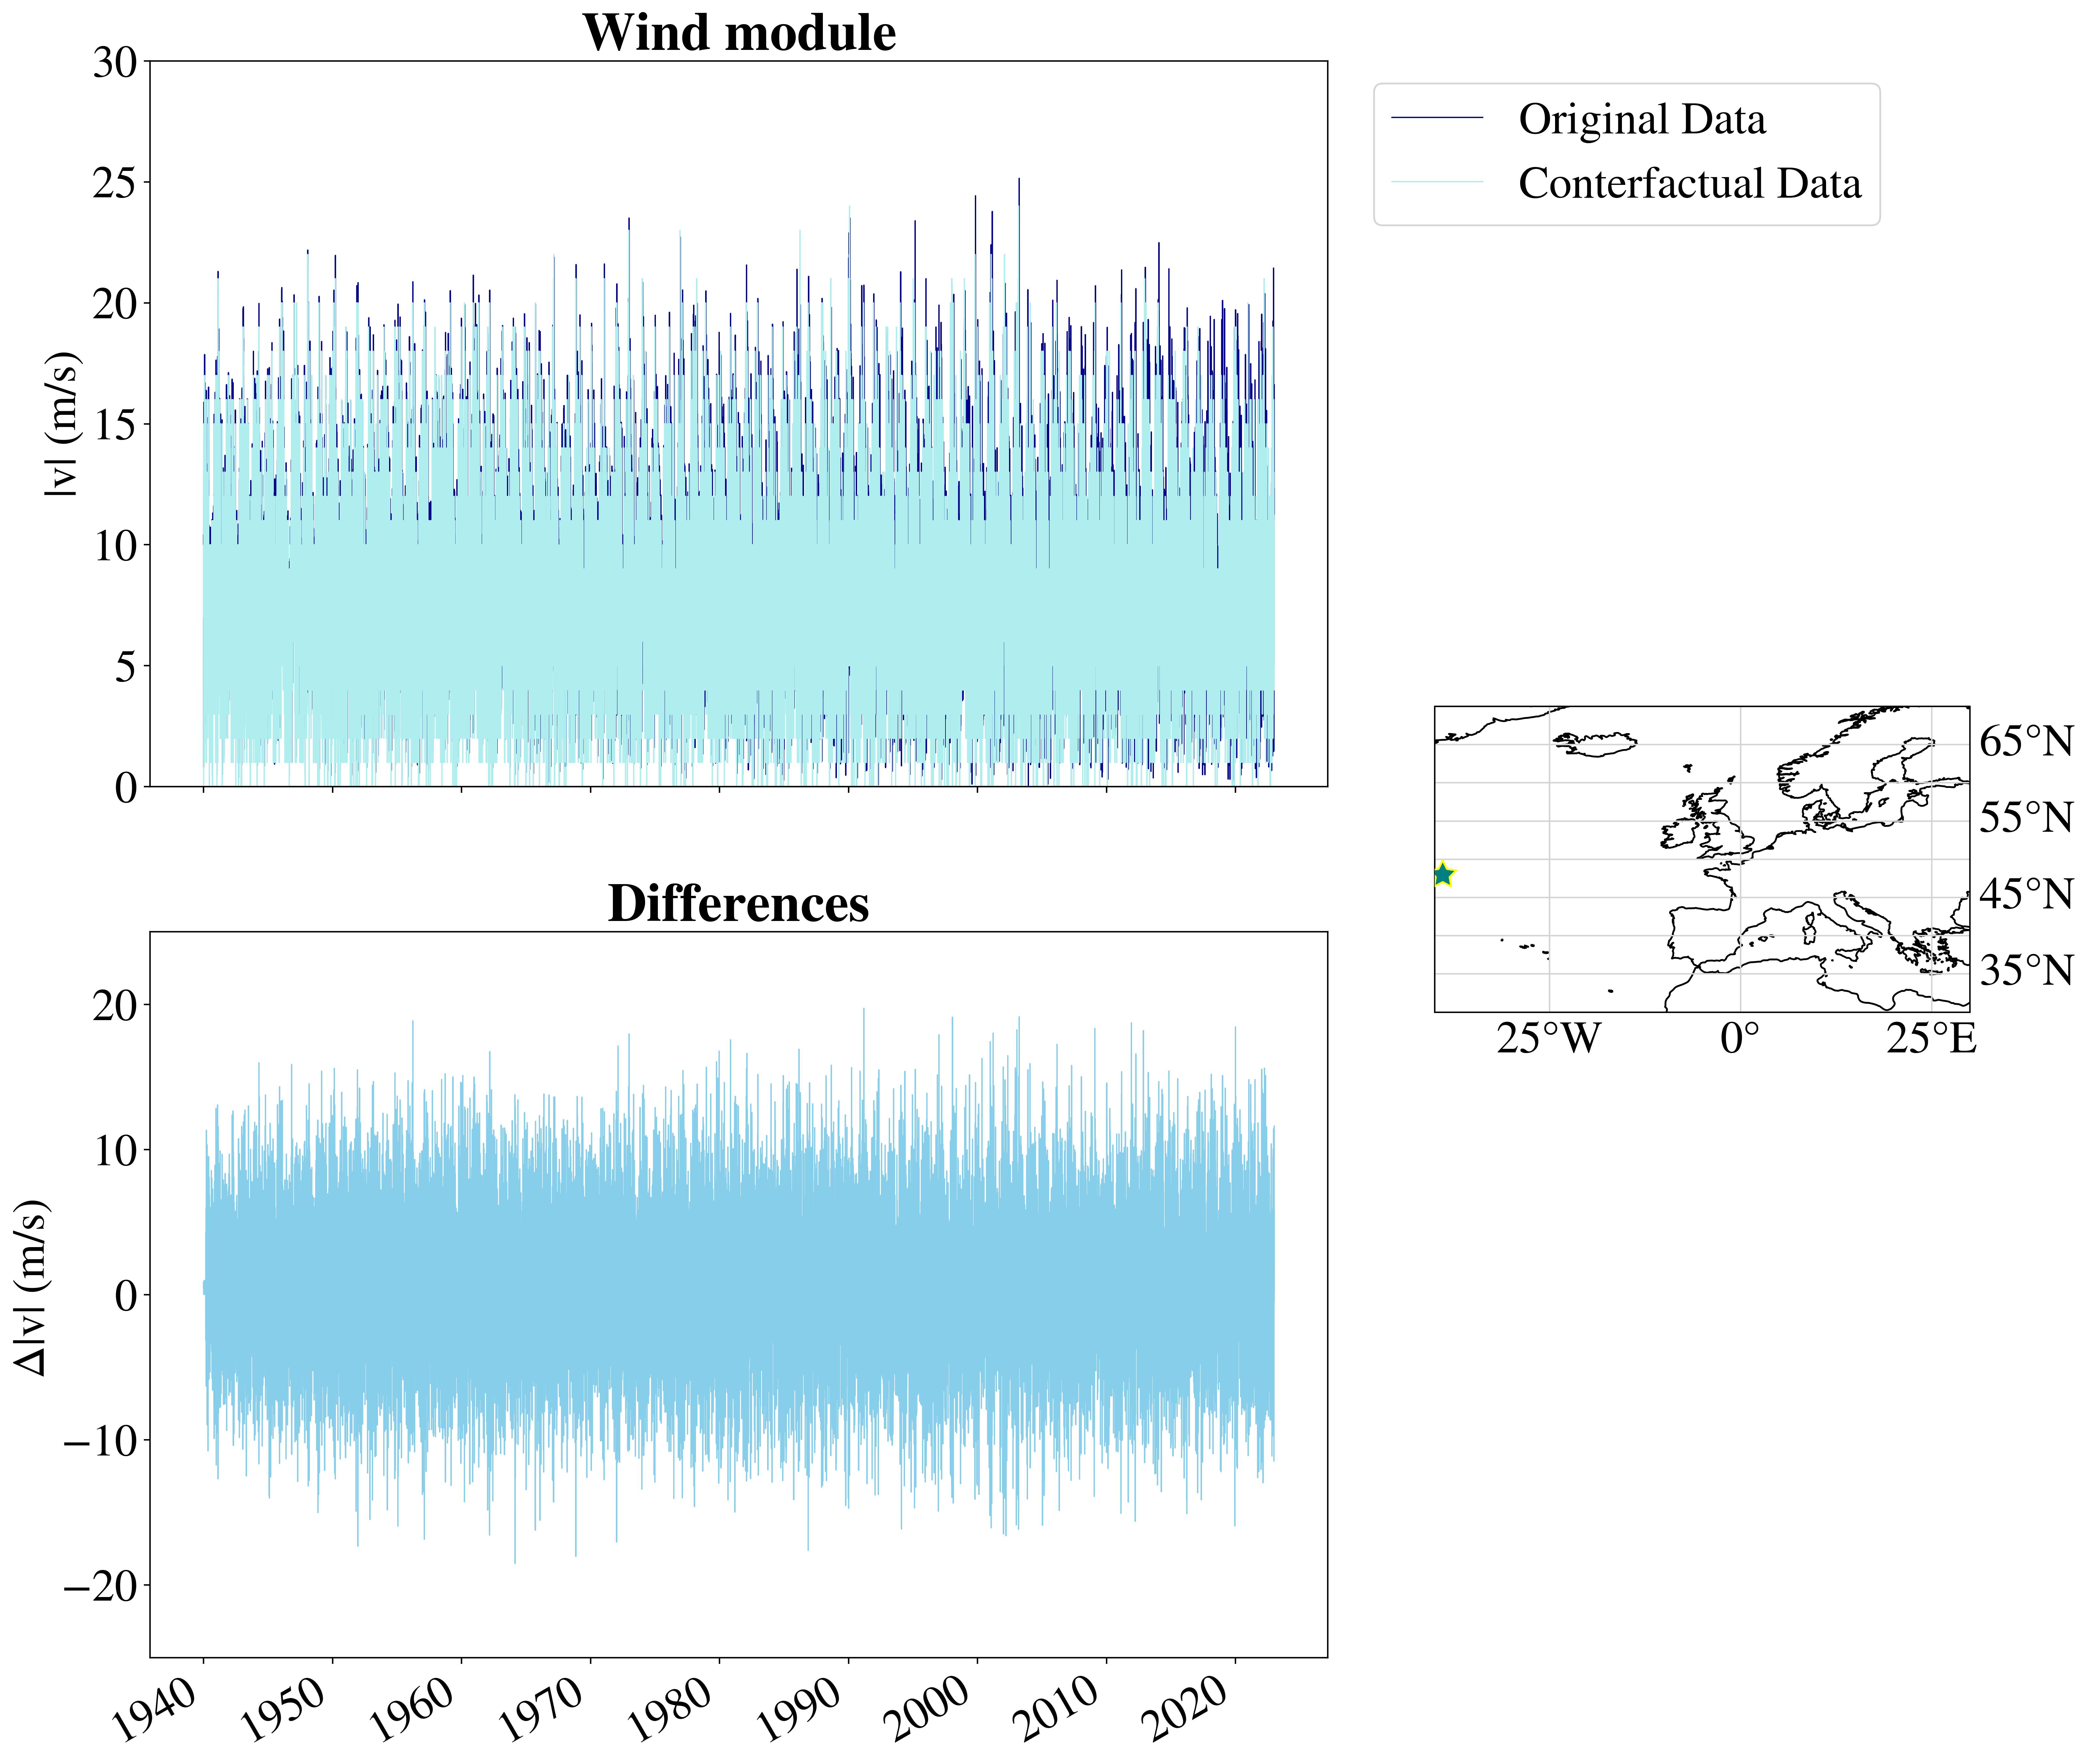 Wind module
30
25
20
15
10
5
0
|v| (m/s)
Original Data
Conterfactual Data
65°N
55°N
45°N
35°N
25°W 0° 25°E
Differences
20
10
0
−10
−20
Δ|v| (m/s)
1940 1950 1960 1970 1980 1990 2000 2010 2020